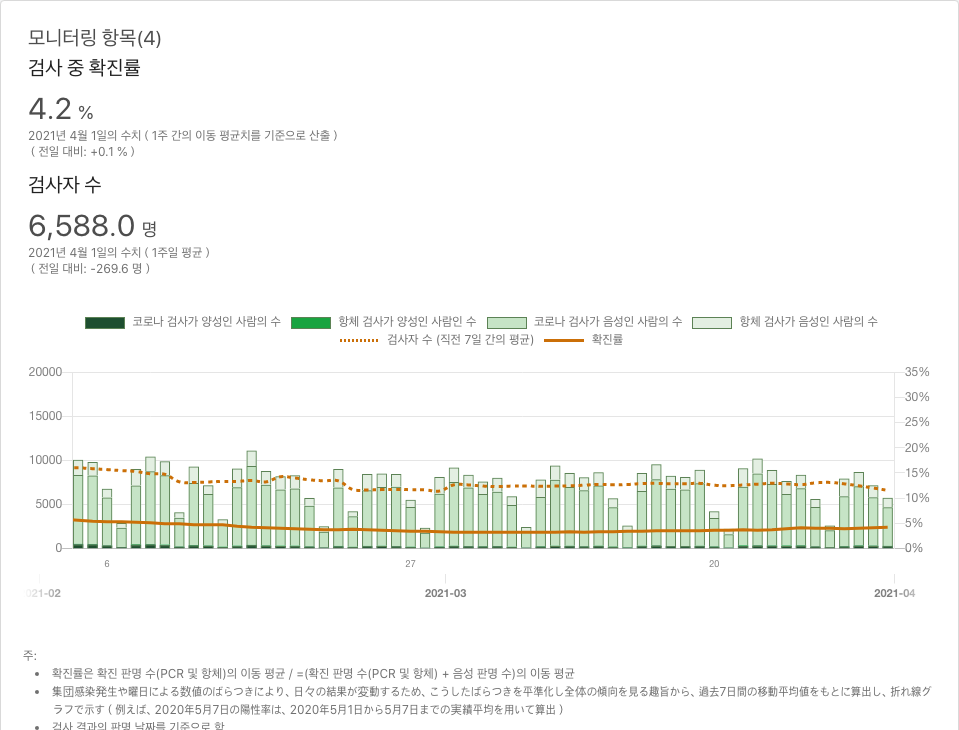 모니터링 항목(4)
검사 중 확진률
4.2 %
2021년 4월 1일의 수치 ( 1주 간의 이동 평균치를 기준으로 산출 )
( 전일 대비: +0.1 % )
검사자 수
6,588.0 명
2021년 4월 1일의 수치 ( 1주일 평균 )
( 전일 대비: -269.6 명 )
코로나 검사가 양성인 사람의 수 항체 검사가 양성인 사람인 수 코로나 검사가 음성인 사람의 수 항체 검사가 음성인 사람의 수
검사자 수 (직전 7일 간의 평균) 확진률
20000 35%
30%
15000 25%
20%
10000 15%
5000 10%
5%
0 0%
6 27 20
021-02 2021-03 2021-04
주:
• 확진률은 확진 판명 수(PCR 및 항체)의 이동 평균 / =(확진 판명 수(PCR 및 항체) + 음성 판명 수)의 이동 평균
• 集団感染発生や曜日による数値のばらつきにより、日々の結果が変動するため、こうしたばらつきを平準化し全体の傾向を見る趣旨から、過去7日間の移動平均値をもとに算出し、折れ線グ
ラフで示す ( 例えば、2020年5月7日の陽性率は、2020年5月1日から5月7日までの実績平均を用いて算出 )
• 검사 결과의 판명 날짜를 기준으로 함